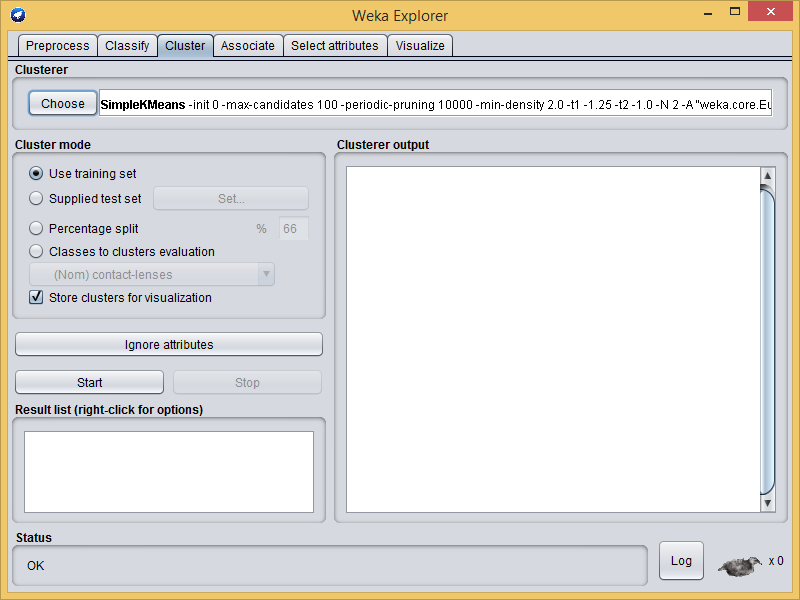 Weka Explorer
Preprocess Classify Cluster Associate Select attributes Visualize
Clusterer
Choose SimpleKMeans -init 0 -max-candidates 100 -periodic-pruning 10000 -min-density 2.0 -t1 -1.25 -t2 -1.0 -N 2 -A "weka.core.Eu
Cluster mode
Use training set
Supplied test set Set...
Percentage split % 66
Classes to clusters evaluation
(Nom) contact-lenses
Store clusters for visualization
Ignore attributes
Start Stop
Result list (right-click for options)
Clusterer output
Status
OK
Log
x 0